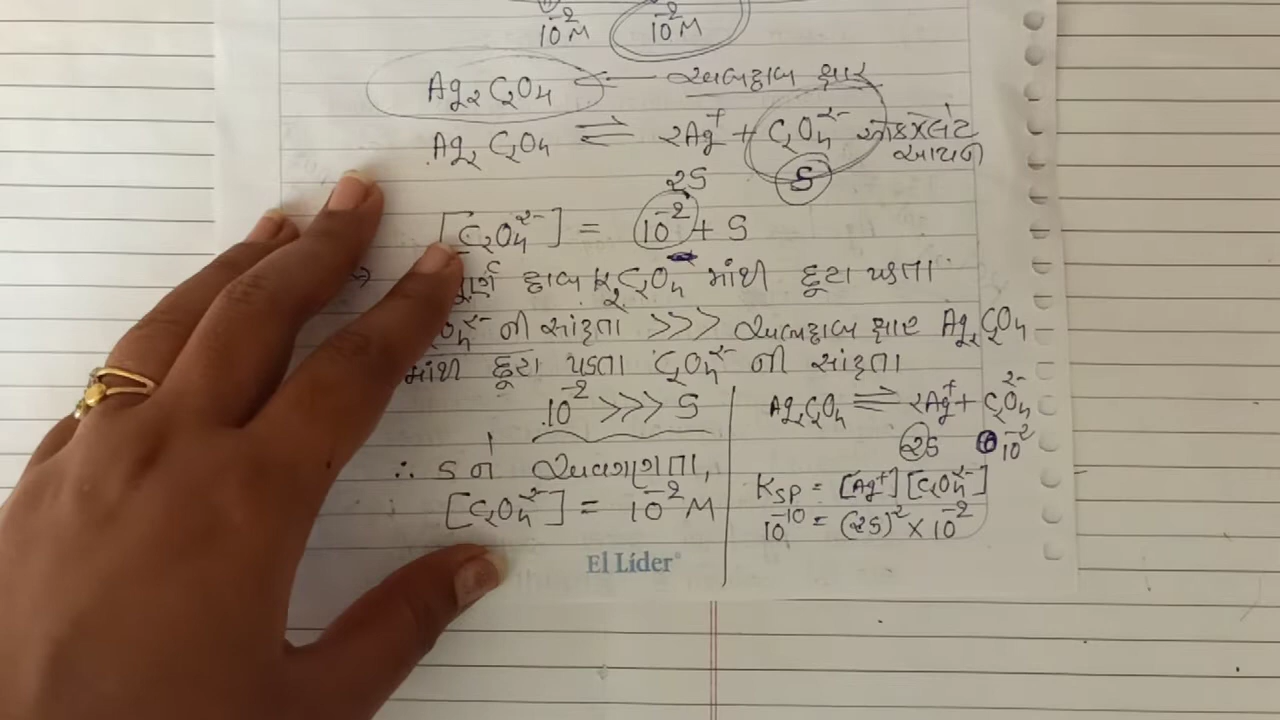 10⁻²M 10⁻²M
Ag₂C₂O₄ ← અલ્પદ્રાવ્ય ક્ષાર
Ag₂C₂O₄ ⇌ 2Ag⁺ + C₂O₄²⁻ ઓક્ઝેલેટ
આયન
2S S
[C₂O₄²⁻] = 10⁻² + S
દ્રાવ્ય K₂C₂O₄ માંથી છૂટા પડતા
ની સાંદ્રતા >>> અલ્પદ્રાવ્ય ક્ષાર Ag₂C₂O₄
માંથી છૂટા પડતા C₂O₄²⁻ ની સાંદ્રતા
10⁻² >>> S
∴ S ને અવગણતા,
[C₂O₄²⁻] = 10⁻²M
Ag₂C₂O₄ ⇌ 2Ag⁺ + C₂O₄²⁻
2S 10⁻²
Ksp = [Ag⁺] [C₂O₄²⁻]
10⁻¹⁰ = (2S)² × 10⁻²
El Líder